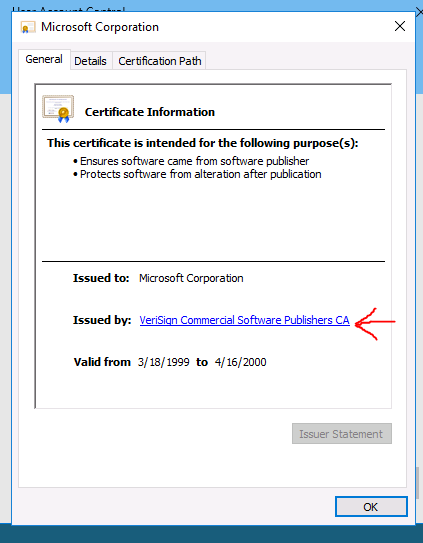 User Account Control
Microsoft Corporation
General Details Certification Path
Certificate Information
This certificate is intended for the following purpose(s):
• Ensures software came from software publisher
• Protects software from alteration after publication
Issued to: Microsoft Corporation
Issued by: VeriSign Commercial Software Publishers CA
Valid from 3/18/1999 to 4/16/2000
Issuer Statement
OK